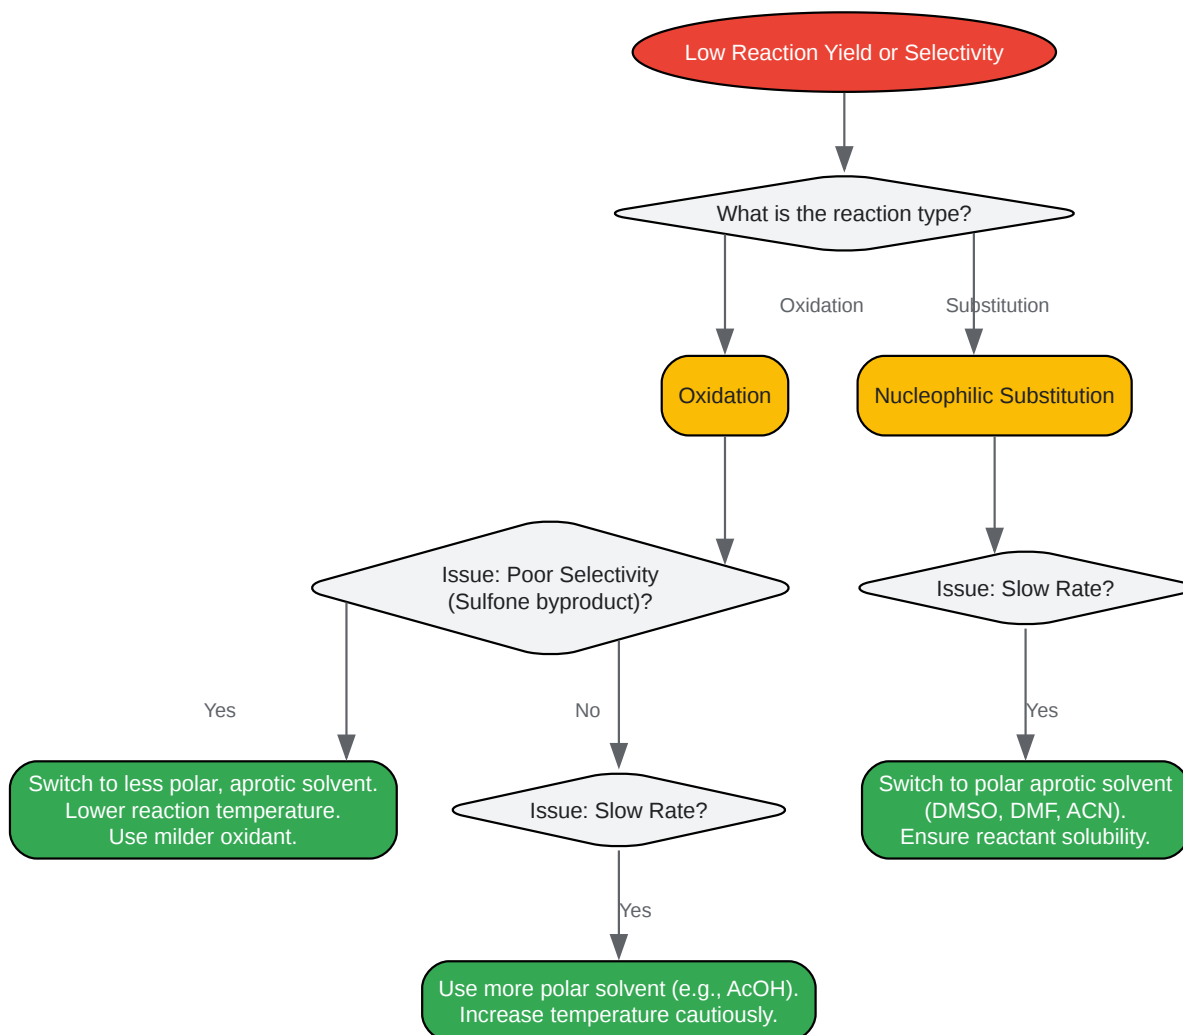 Low Reaction Yield or Selectivity
What is the reaction type?
Oxidation
Substitution
Oxidation
Nucleophilic Substitution
Issue: Poor Selectivity
(Sulfone byproduct)?
Issue: Slow Rate?
Yes
No
Yes
Switch to less polar, aprotic solvent.
Lower reaction temperature.
Use milder oxidant.
Issue: Slow Rate?
Switch to polar aprotic solvent
(DMSO, DMF, ACN).
Ensure reactant solubility.
Yes
Use more polar solvent (e.g., AcOH).
Increase temperature cautiously.